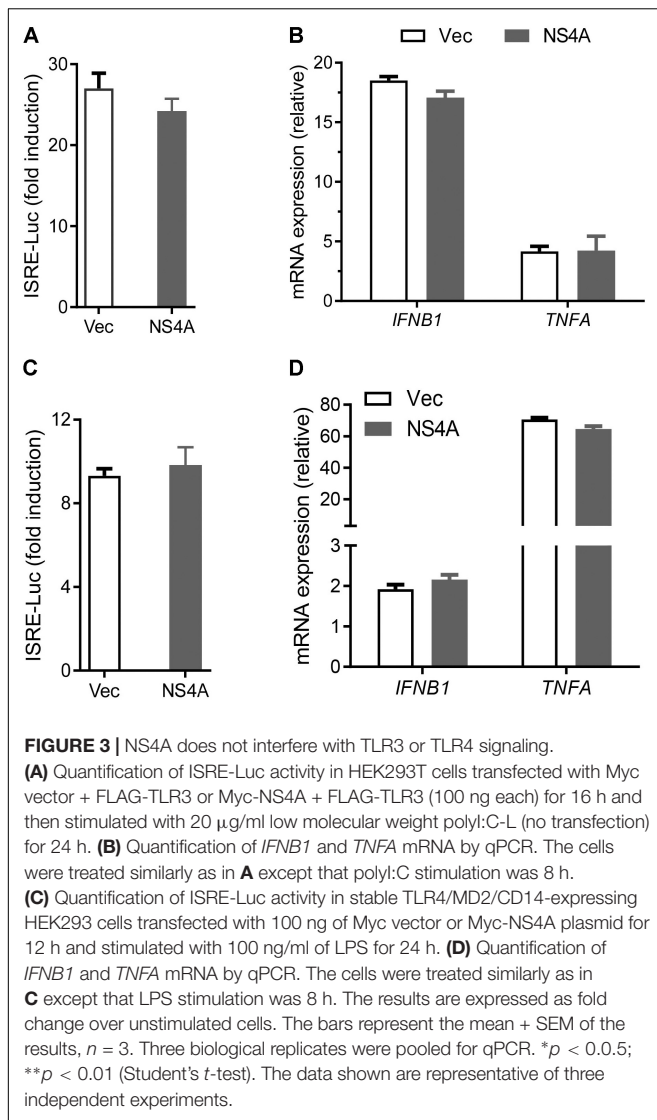 A
ISRE-Luc (fold induction)
30
20
10
0
Vec
NS4A
B
Vec
NS4A
mRNA expression (relative)
20
15
10
5
0
IFNB1
TNFA
C
ISRE-Luc (fold induction)
12
9
6
3
0
Vec
NS4A
D
Vec
NS4A
mRNA expression (relative)
80
60
40
20
3
2
1
0
IFNB1
TNFA
FIGURE 3 | NS4A does not interfere with TLR3 or TLR4 signaling.
(A) Quantification of ISRE-Luc activity in HEK293T cells transfected with Myc
vector + FLAG-TLR3 or Myc-NS4A + FLAG-TLR3 (100 ng each) for 16 h and
then stimulated with 20 μg/ml low molecular weight polyI:C-L (no transfection)
for 24 h. (B) Quantification of IFNB1 and TNFA mRNA by qPCR. The cells
were treated similarly as in A except that polyI:C stimulation was 8 h.
(C) Quantification of ISRE-Luc activity in stable TLR4/MD2/CD14-expressing
HEK293 cells transfected with 100 ng of Myc vector or Myc-NS4A plasmid for
12 h and stimulated with 100 ng/ml of LPS for 24 h. (D) Quantification of
IFNB1 and TNFA mRNA by qPCR. The cells were treated similarly as in
C except that LPS stimulation was 8 h. The results are expressed as fold
change over unstimulated cells. The bars represent the mean + SEM of the
results, n = 3. Three biological replicates were pooled for qPCR. *p < 0.0.5;
**p < 0.01 (Student's t-test). The data shown are representative of three
independent experiments.